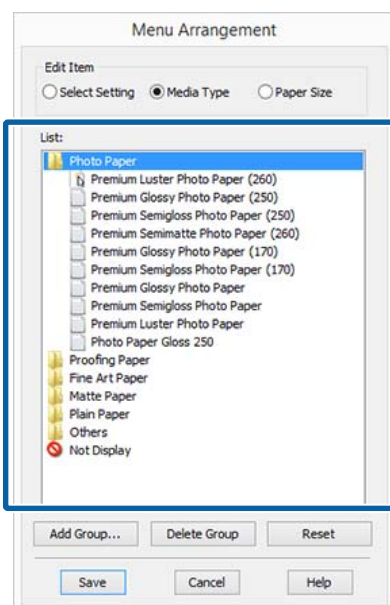 Menu Arrangement
Edit Item
Select Setting Media Type Paper Size
List:
Photo Paper
Premium Luster Photo Paper (260)
Premium Glossy Photo Paper (250)
Premium Semigloss Photo Paper (250)
Premium Semimatte Photo Paper (260)
Premium Glossy Photo Paper (170)
Premium Semigloss Photo Paper (170)
Premium Glossy Photo Paper
Premium Semigloss Photo Paper
Premium Luster Photo Paper
Photo Paper Gloss 250
Proofing Paper
Fine Art Paper
Matte Paper
Plain Paper
Others
Not Display
Add Group... Delete Group Reset
Save Cancel Help